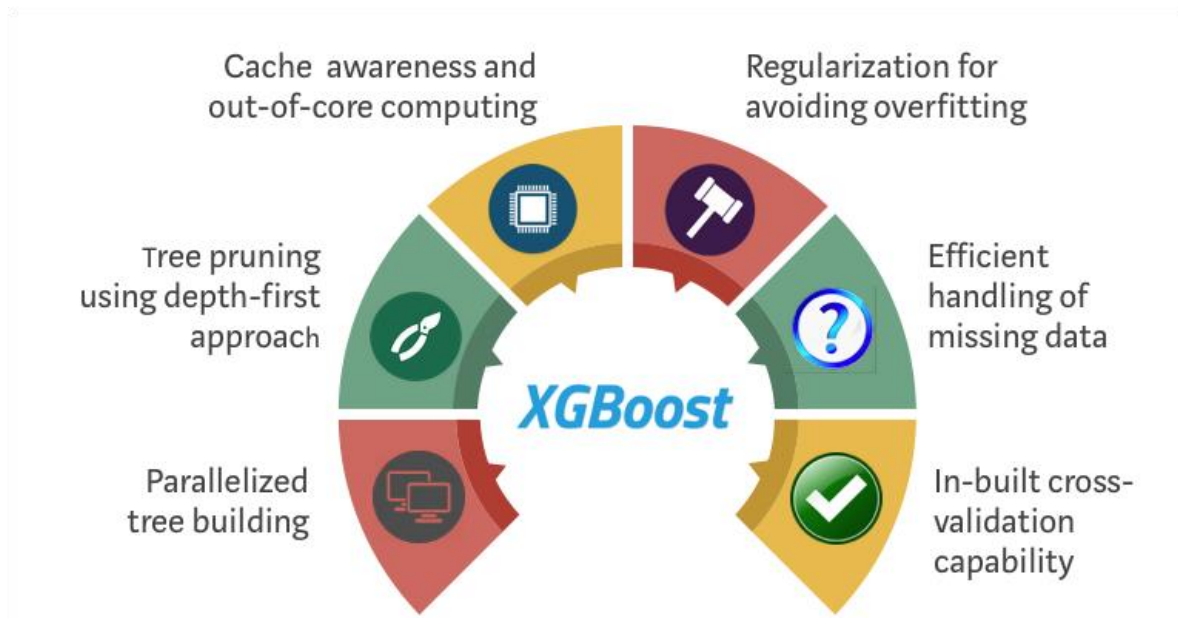 Cache awareness and
out-of-core computing
Regularization for
avoiding overfitting
Tree pruning
using depth-first
approach
Efficient
handling of
missing data
?
XGBoost
Parallelized
tree building
In-built cross-
validation
capability